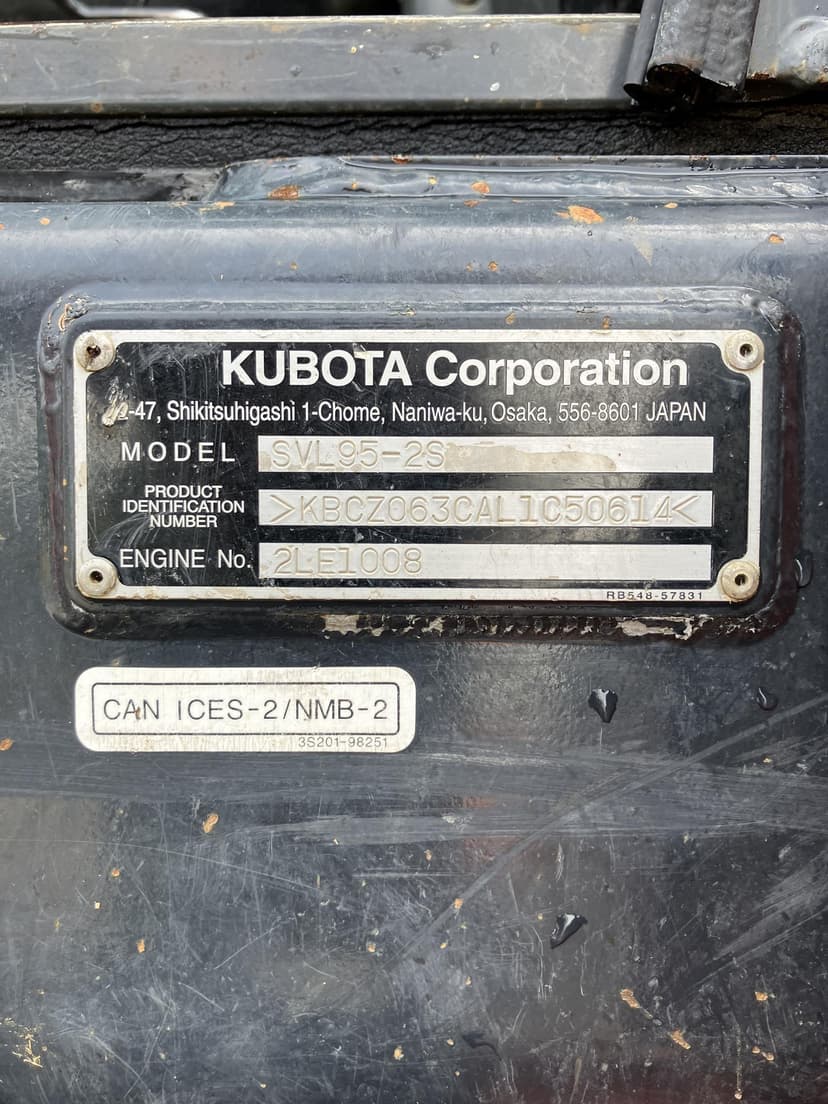 KUBOTA Corporation
2-47, Shikitsuhigashi 1-Chome, Naniwa-ku, Osaka, 556-8601 JAPAN
MODEL SVL95-2S
PRODUCT
IDENTIFICATION
NUMBER >KBCZ063CAL1C50614<
ENGINE No. 2LE1008
RB548-57831
CAN ICES-2/NMB-2
3S201-98251